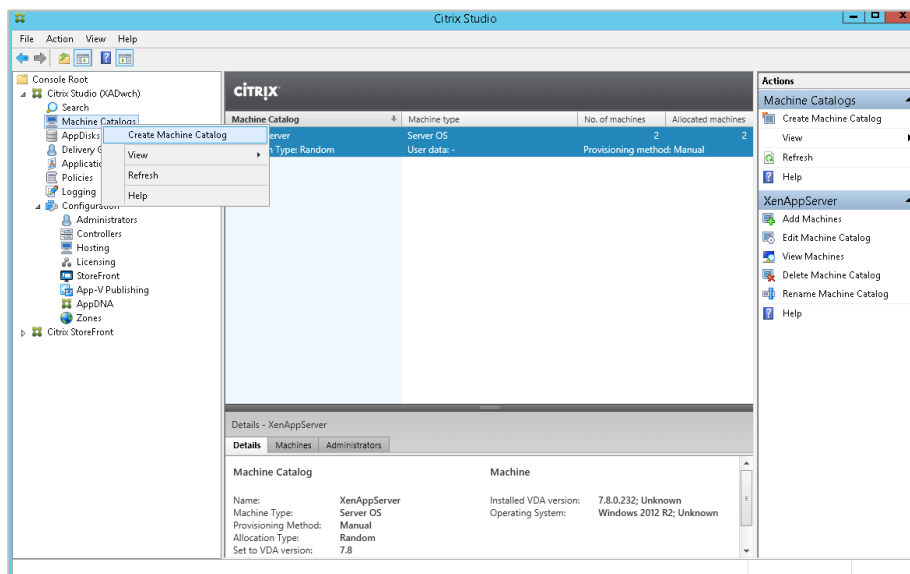 Citrix Studio
File Action View Help
Console Root
Citrix Studio (XADwch)
Search
Machine Catalogs
AppDisks
Delivery G
Applicatio
Policies
Logging
Configuration
Administrators
Controllers
Hosting
Licensing
StoreFront
App-V Publishing
AppDNA
Zones
Citrix StoreFront
Create Machine Catalog
View
Refresh
Help
CITRIX
Machine Catalog Machine type No. of machines Allocated machines
erver Server OS 2 2
n Type: Random User data: - Provisioning method: Manual
Details - XenAppServer
Details Machines Administrators
Machine Catalog Machine
Name: XenAppServer Installed VDA version: 7.8.0.232; Unknown
Machine Type: Server OS Operating System: Windows 2012 R2; Unknown
Provisioning Method: Manual
Allocation Type: Random
Set to VDA version: 7.8
Actions
Machine Catalogs
Create Machine Catalog
View
Refresh
Help
XenAppServer
Add Machines
Edit Machine Catalog
View Machines
Delete Machine Catalog
Rename Machine Catalog
Help